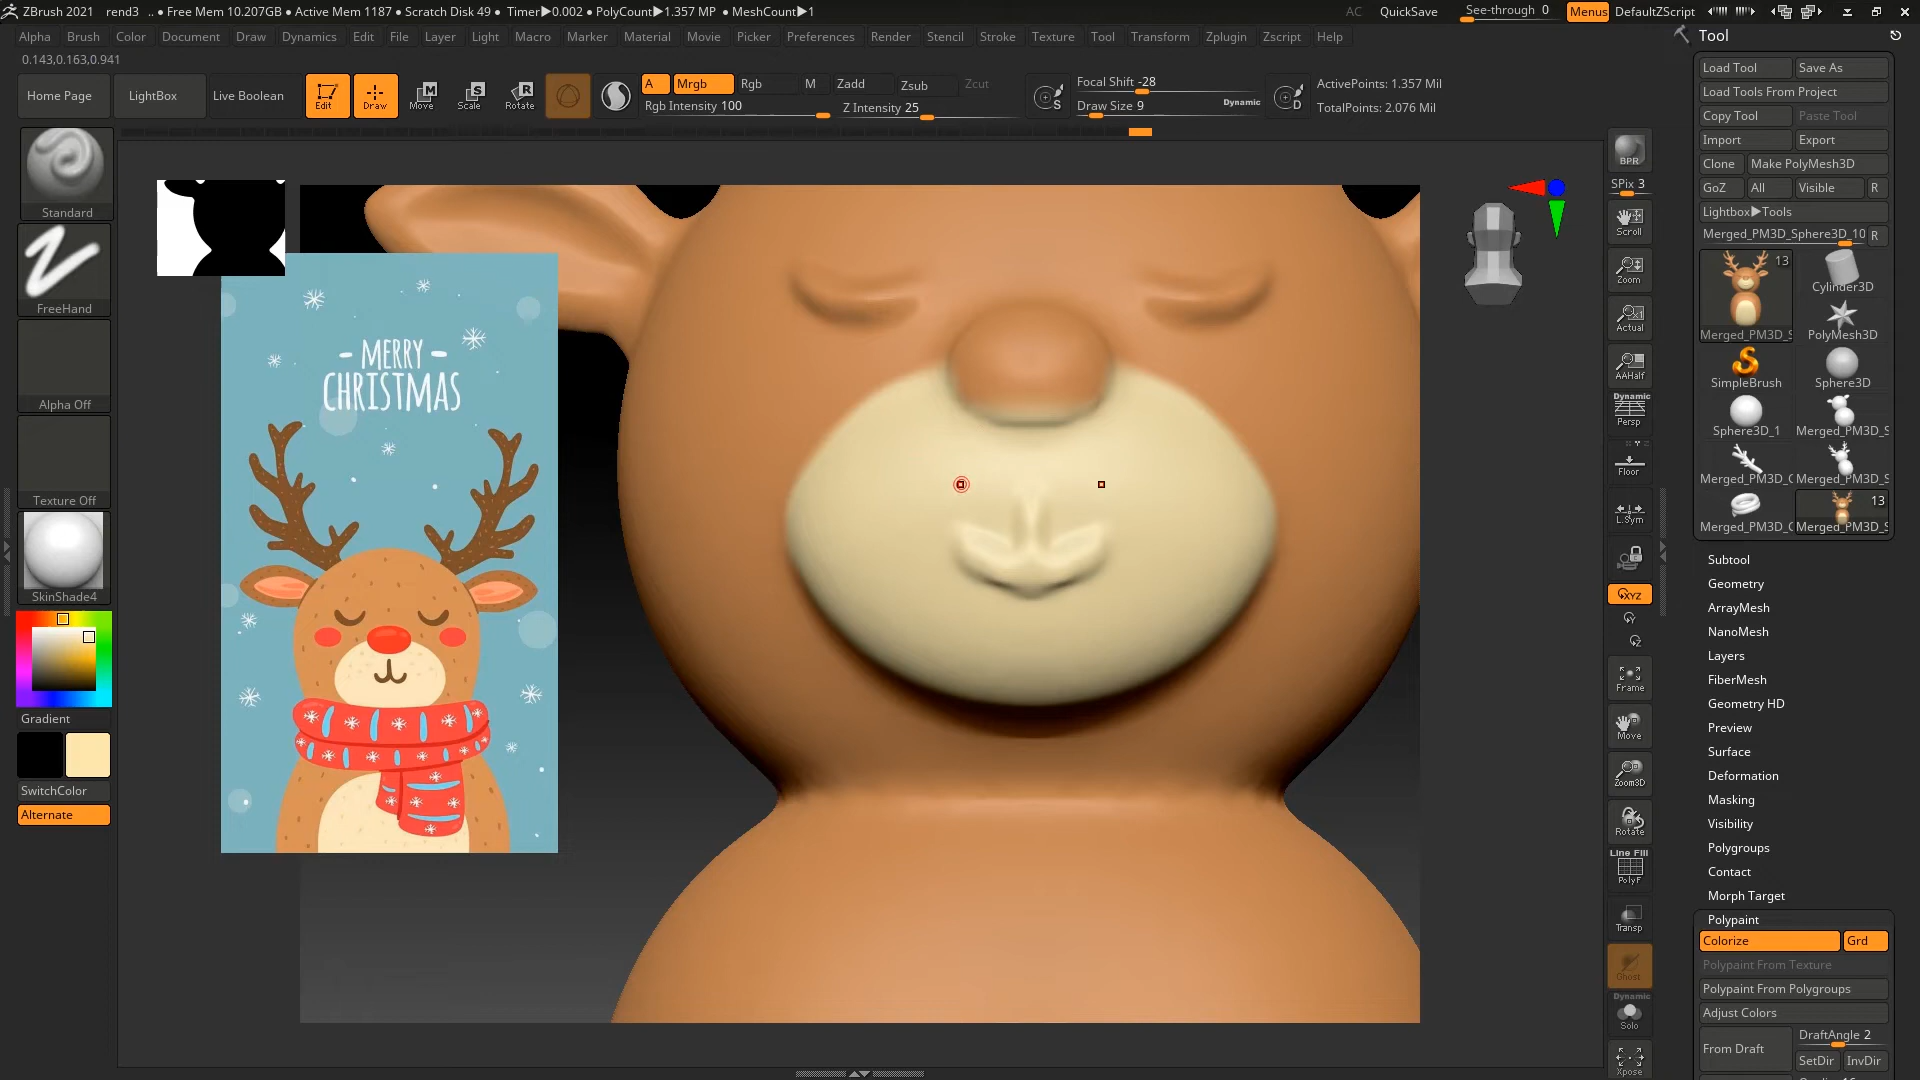 ZBrush 2021 rend3 .. • Free Mem 10.207GB • Active Mem 1187 • Scratch Disk 49 • Timer▶0.002 • PolyCount▶1.357 MP • MeshCount▶1 AC QuickSave See-through 0 Menus DefaultZScript
Alpha Brush Color Document Draw Dynamics Edit File Layer Light Macro Marker Material Movie Picker Preferences Render Stencil Stroke Texture Tool Transform Zplugin Zscript Help
0.143,0.163,0.941
Home Page LightBox Live Boolean Edit Draw Move Scale Rotate
A Mrgb Rgb M Zadd Zsub Zcut
Rgb Intensity 100 Z Intensity 25
Focal Shift -28
Draw Size 9 Dynamic
S D
ActivePoints: 1.357 Mil
TotalPoints: 2.076 Mil
Standard
FreeHand
Alpha Off
Texture Off
SkinShade4
Gradient
SwitchColor
Alternate
- MERRY -
CHRISTMAS
BPR
SPix 3
Scroll
Zoom
Actual
AAHalf
Dynamic
Persp
Floor
L.Sym
XYZ
Y
Z
Frame
Move
Zoom3D
Rotate
Line Fill
PolyF
Transp
Ghost
Dynamic
Solo
Xpose
Tool
Load Tool Save As
Load Tools From Project
Copy Tool Paste Tool
Import Export
Clone Make PolyMesh3D
GoZ All Visible R
Lightbox▶Tools
Merged_PM3D_Sphere3D_10 R
13
Merged_PM3D_S
Cylinder3D
PolyMesh3D
SimpleBrush Sphere3D
Sphere3D_1 Merged_PM3D_S
Merged_PM3D_C Merged_PM3D_S
13
Merged_PM3D_C Merged_PM3D_S
Subtool
Geometry
ArrayMesh
NanoMesh
Layers
FiberMesh
Geometry HD
Preview
Surface
Deformation
Masking
Visibility
Polygroups
Contact
Morph Target
Polypaint
Colorize Grd
Polypaint From Texture
Polypaint From Polygroups
Adjust Colors
From Draft DraftAngle 2
SetDir InvDir